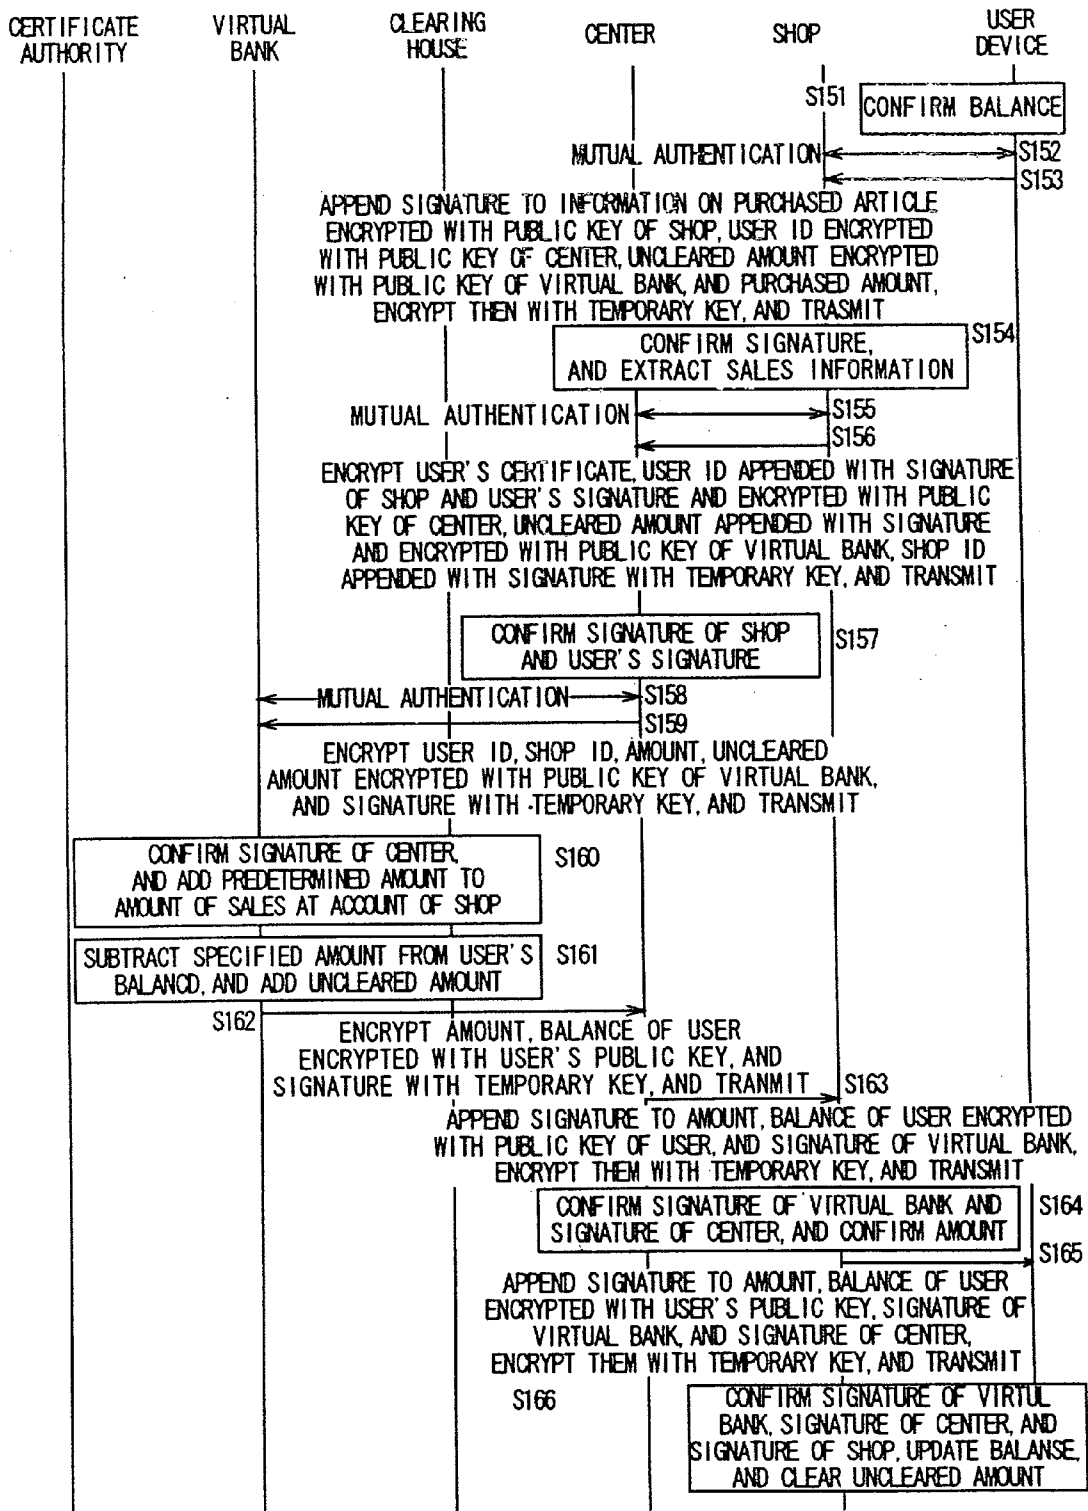 CERTIFICATE
AUTHORITY
VIRTUAL
BANK
CLEARING
HOUSE
CENTER
SHOP
USER
DEVICE
S151
CONFIRM BALANCE
MUTUAL AUTHENTICATION
S152
S153
APPEND SIGNATURE TO INFORMATION ON PURCHASED ARTICLE
ENCRYPTED WITH PUBLIC KEY OF SHOP, USER ID ENCRYPTED
WITH PUBLIC KEY OF CENTER, UNCLEARED AMOUNT ENCRYPTED
WITH PUBLIC KEY OF VIRTUAL BANK, AND PURCHASED AMOUNT,
ENCRYPT THEN WITH TEMPORARY KEY, AND TRASMIT
S154
CONFIRM SIGNATURE,
AND EXTRACT SALES INFORMATION
MUTUAL AUTHENTICATION
S155
S156
ENCRYPT USER'S CERTIFICATE, USER ID APPENDED WITH SIGNATURE
OF SHOP AND USER'S SIGNATURE AND ENCRYPTED WITH PUBLIC
KEY OF CENTER, UNCLEARED AMOUNT APPENDED WITH SIGNATURE
AND ENCRYPTED WITH PUBLIC KEY OF VIRTUAL BANK, SHOP ID
APPENDED WITH SIGNATURE WITH TEMPORARY KEY, AND TRANSMIT
CONFIRM SIGNATURE OF SHOP
AND USER'S SIGNATURE
S157
MUTUAL AUTHENTICATION
S158
S159
ENCRYPT USER ID, SHOP ID, AMOUNT, UNCLEARED
AMOUNT ENCRYPTED WITH PUBLIC KEY OF VIRTUAL BANK,
AND SIGNATURE WITH TEMPORARY KEY, AND TRANSMIT
CONFIRM SIGNATURE OF CENTER,
AND ADD PREDETERMINED AMOUNT TO
AMOUNT OF SALES AT ACCOUNT OF SHOP
S160
SUBTRACT SPECIFIED AMOUNT FROM USER'S
BALANCD, AND ADD UNCLEARED AMOUNT
S161
S162
ENCRYPT AMOUNT, BALANCE OF USER
ENCRYPTED WITH USER'S PUBLIC KEY, AND
SIGNATURE WITH TEMPORARY KEY, AND TRANMIT
S163
APPEND SIGNATURE TO AMOUNT, BALANCE OF USER ENCRYPTED
WITH PUBLIC KEY OF USER, AND SIGNATURE OF VIRTUAL BANK,
ENCRYPT THEM WITH TEMPORARY KEY, AND TRANSMIT
CONFIRM SIGNATURE OF VIRTUAL BANK AND
SIGNATURE OF CENTER, AND CONFIRM AMOUNT
S164
S165
APPEND SIGNATURE TO AMOUNT, BALANCE OF USER
ENCRYPTED WITH USER'S PUBLIC KEY, SIGNATURE OF
VIRTUAL BANK, AND SIGNATURE OF CENTER,
ENCRYPT THEM WITH TEMPORARY KEY, AND TRANSMIT
S166
CONFIRM SIGNATURE OF VIRTUL
BANK, SIGNATURE OF CENTER, AND
SIGNATURE OF SHOP, UPDATE BALANSE,
AND CLEAR UNCLEARED AMOUNT